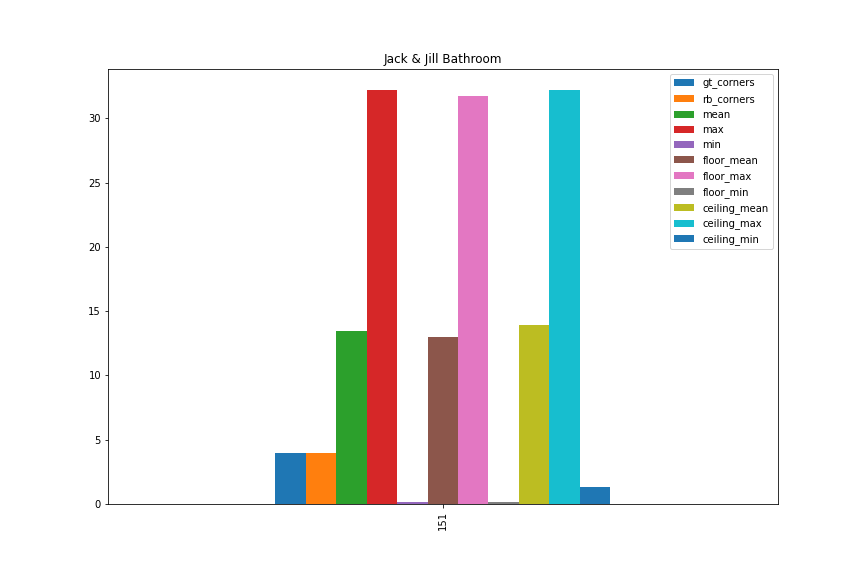 Jack & Jill Bathroom
gt_corners
rb_corners
mean
max
min
floor_mean
floor_max
floor_min
ceiling_mean
ceiling_max
ceiling_min
30
25
20
15
10
5
0
151